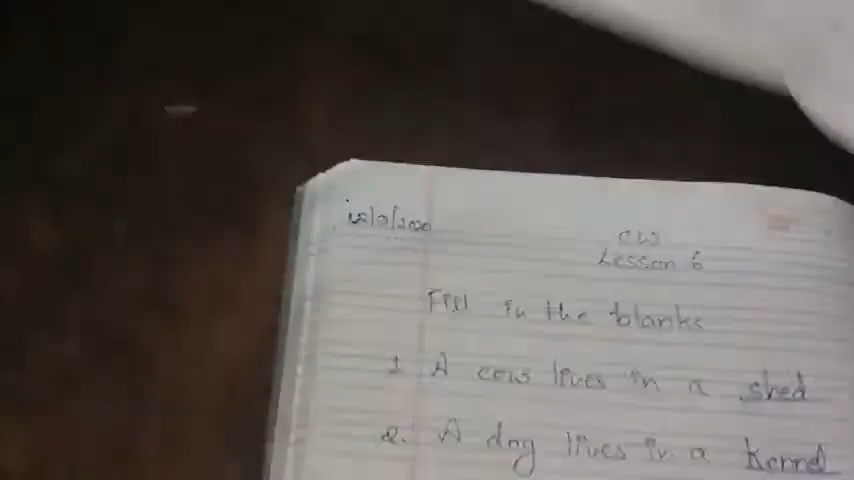 CW
Lesson 6
Fill in the blanks
1. A cow lives in a shed
2. A dog lives in a Kennel